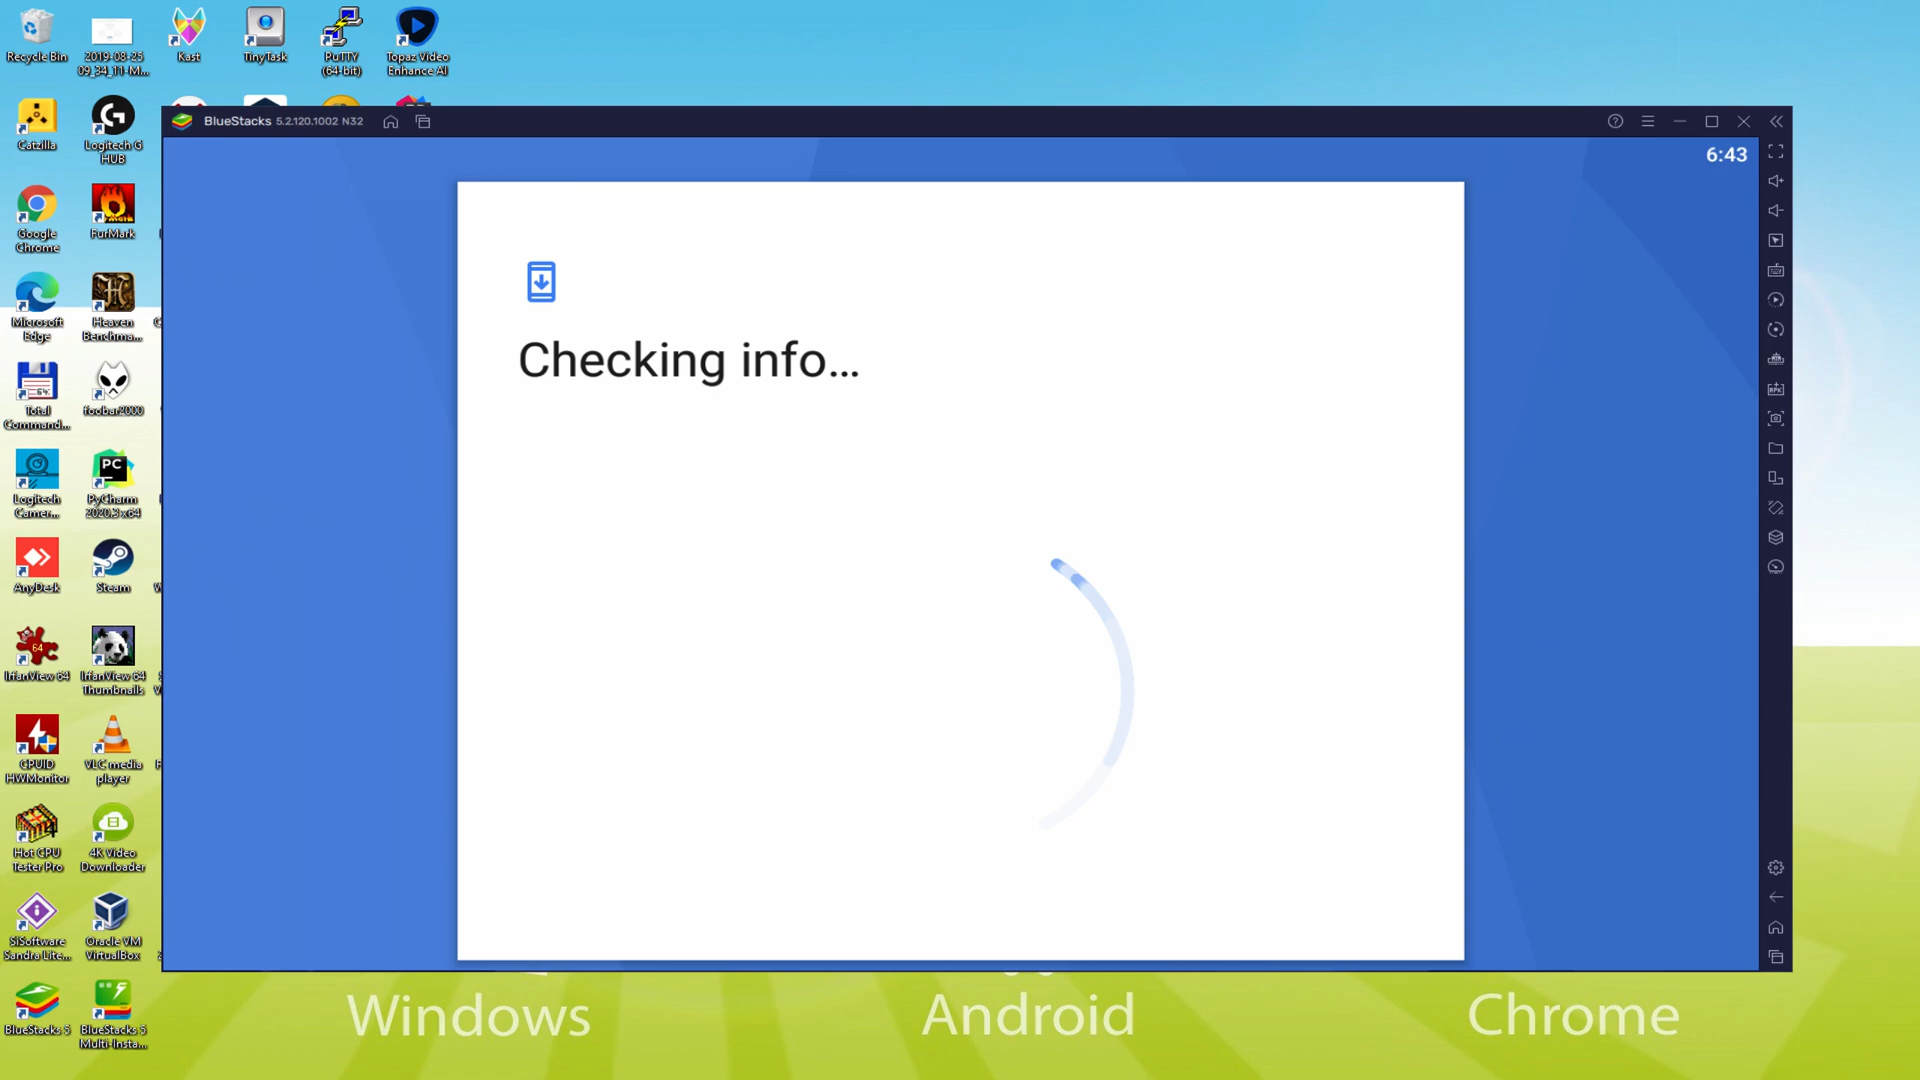 Recycle Bin
2019-08-25
09_34_11-M...
Kast
TinyTask
PuTTY
(64-bit)
Topaz Video
Enhance AI
BlueStacks 5.2.120.1002 N32
6:43
Catzilla
Logitech G
HUB
Google
Chrome
FurMark
Microsoft
Edge
Heaven
Benchma...
Total
Command...
foobar2000
Logitech
Camer...
PyCharm
2020.3 x64
AnyDesk
Steam
IrfanView 64
IrfanView 64
Thumbnails
CPUID
HWMonitor
VLC media
player
Hot CPU
Tester Pro
4K Video
Downloader
SiSoftware
Sandra Lite...
Oracle VM
VirtualBox
BlueStacks 5
BlueStacks 5
Multi-Insta...
Checking info...
Windows
Android
Chrome